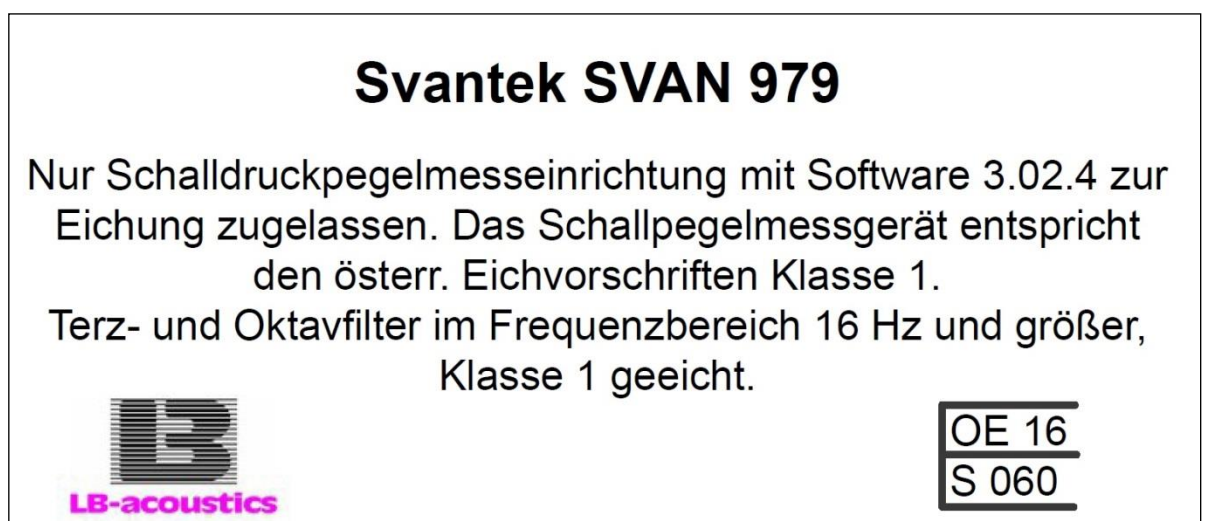 Svantek SVAN 979
Nur Schalldruckpegelmesseinrichtung mit Software 3.02.4 zur
Eichung zugelassen. Das Schallpegelmessgerät entspricht
den österr. Eichvorschriften Klasse 1.
Terz- und Oktavfilter im Frequenzbereich 16 Hz und größer,
Klasse 1 geeicht.
LB
LB-acoustics
OE 16
S 060